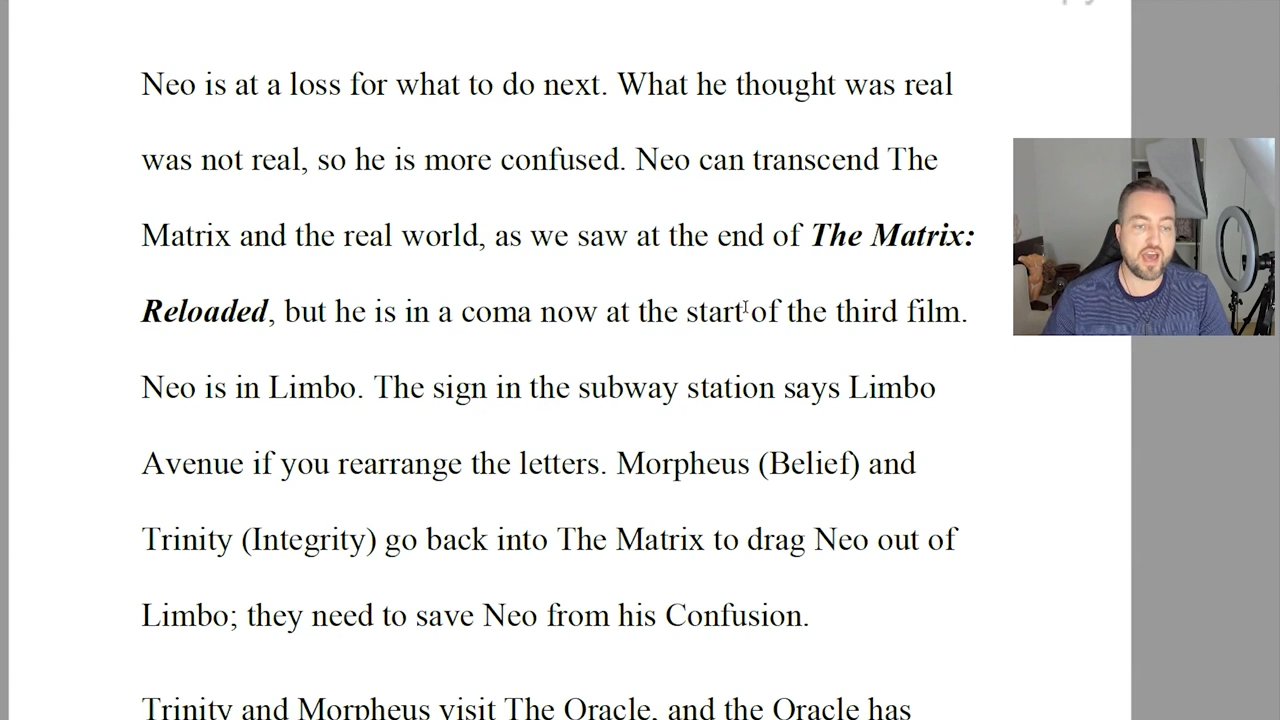 Neo is at a loss for what to do next. What he thought was real
was not real, so he is more confused. Neo can transcend The
Matrix and the real world, as we saw at the end of The Matrix:
Reloaded, but he is in a coma now at the start of the third film.
Neo is in Limbo. The sign in the subway station says Limbo
Avenue if you rearrange the letters. Morpheus (Belief) and
Trinity (Integrity) go back into The Matrix to drag Neo out of
Limbo; they need to save Neo from his Confusion.
Trinity and Morpheus visit The Oracle, and the Oracle has